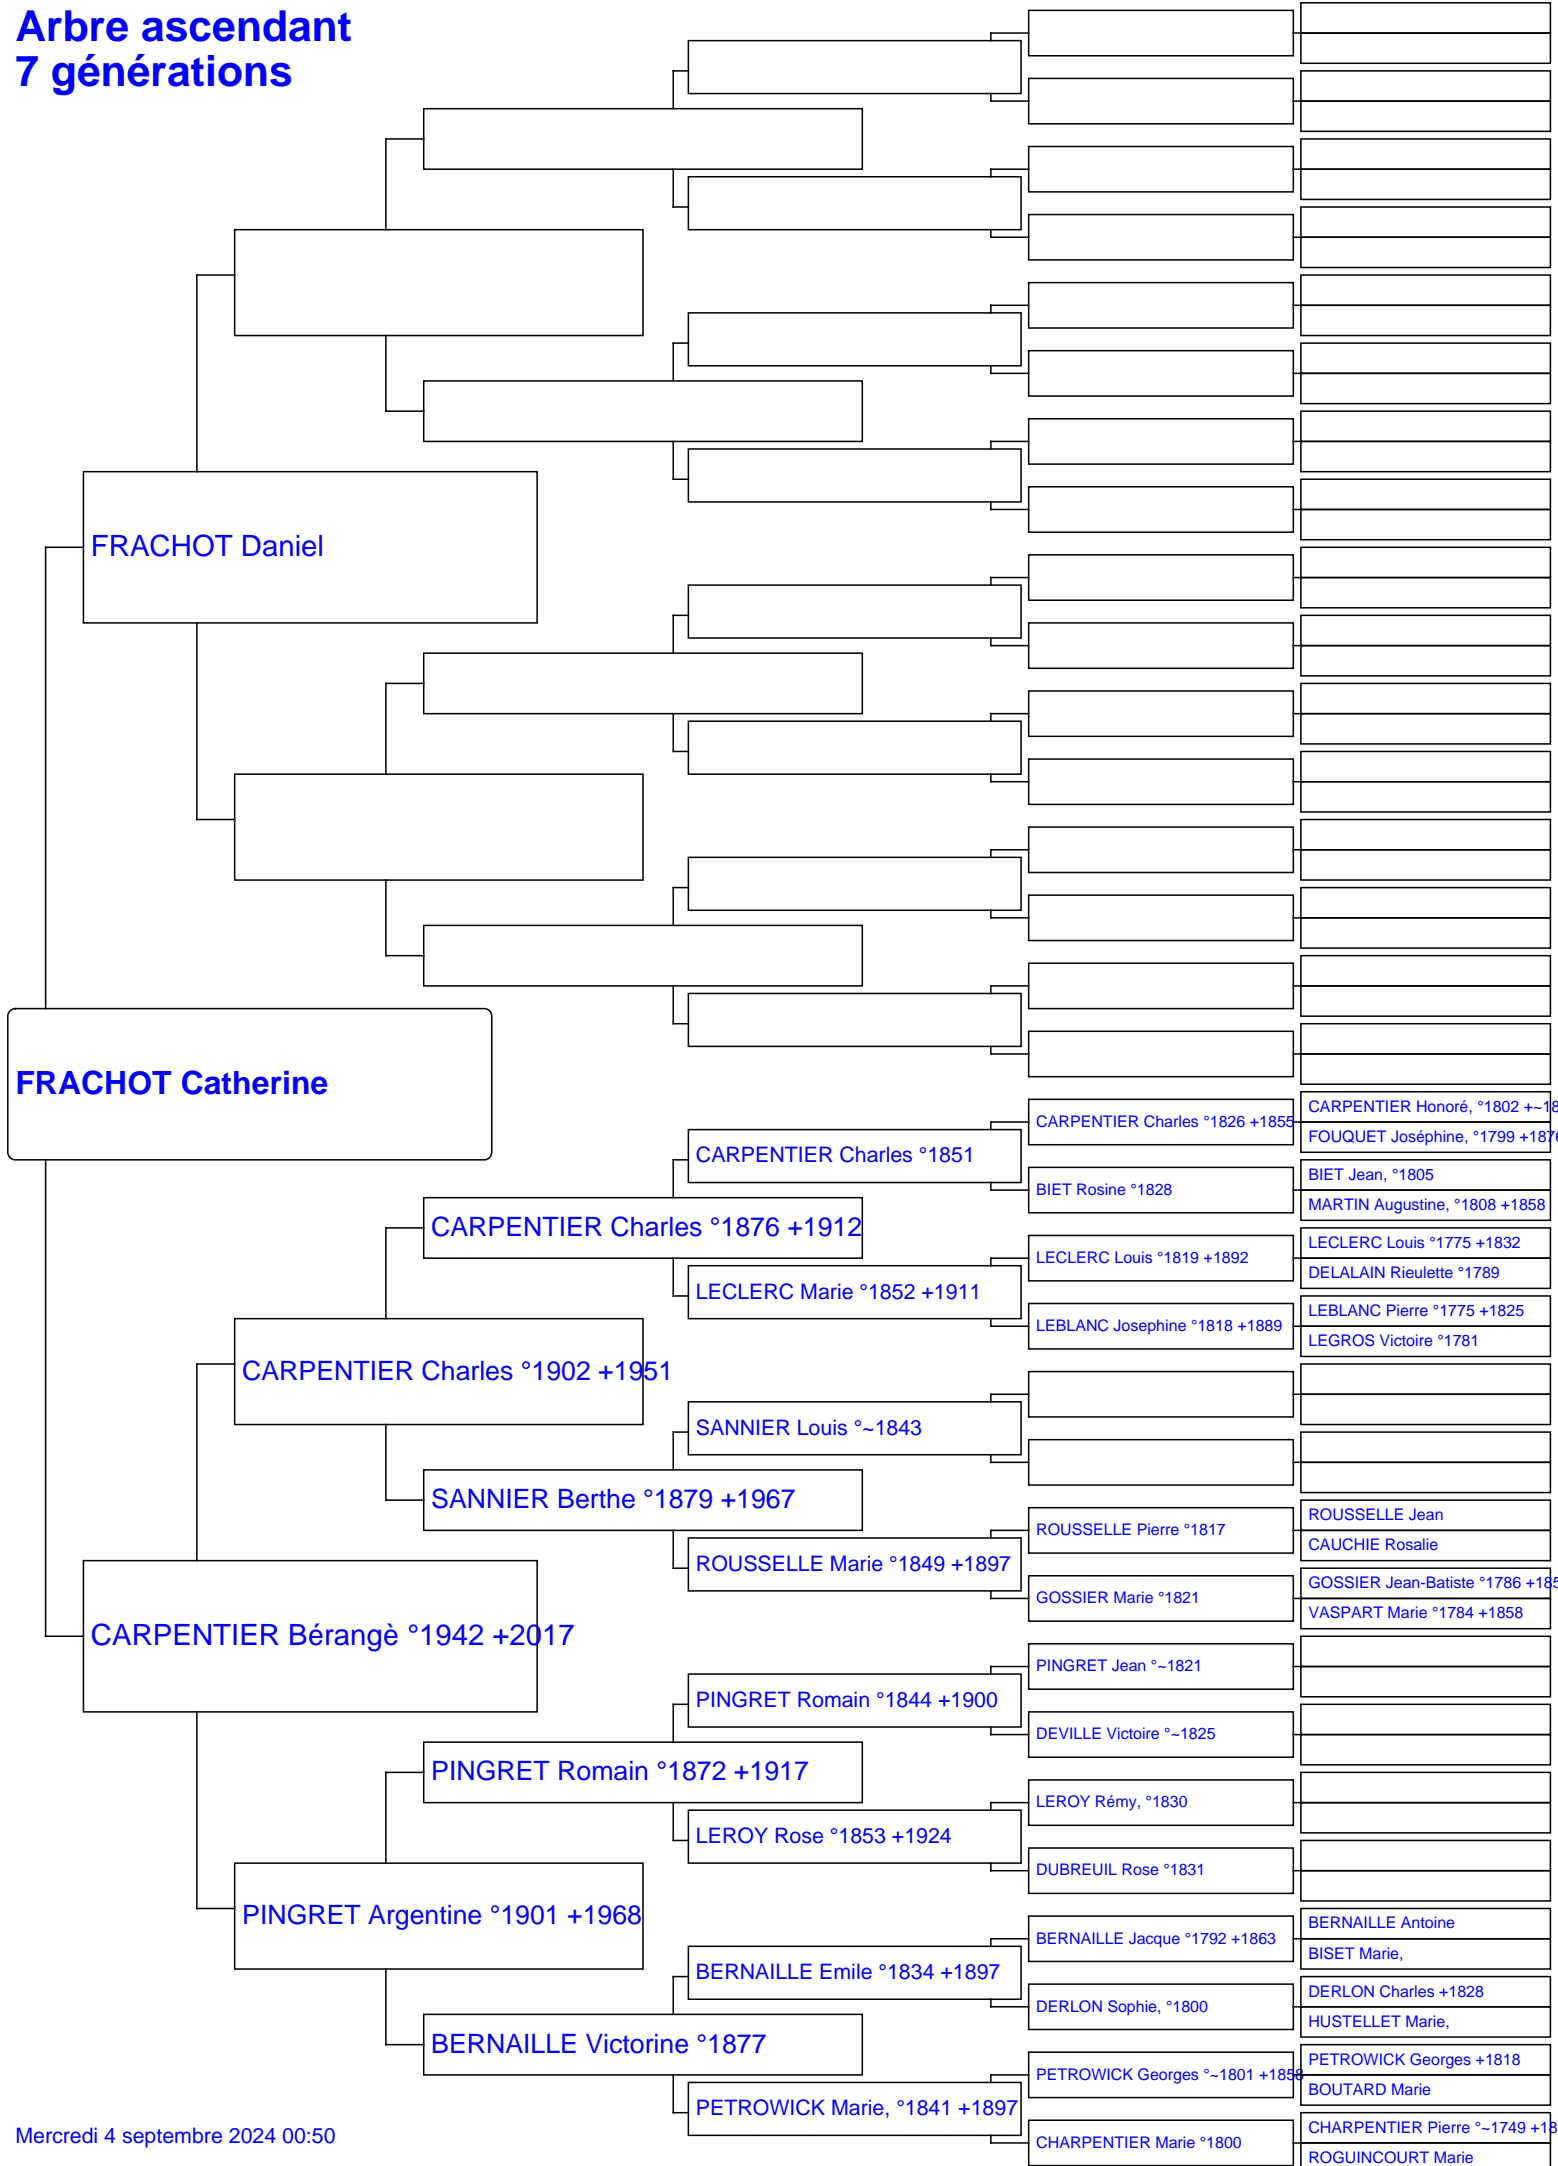 Arbre ascendant
7 générations
FRACHOT Daniel
FRACHOT Catherine
CARPENTIER Honoré, °1802 +~18
CARPENTIER Charles °1826 +1855
FOUQUET Joséphine, °1799 +1876
CARPENTIER Charles °1851
BIET Jean, °1805
BIET Rosine °1828
MARTIN Augustine, °1808 +1858
CARPENTIER Charles °1876 +1912
LECLERC Louis °1775 +1832
LECLERC Louis °1819 +1892
DELALAIN Rieulette °1789
LECLERC Marie °1852 +1911
LEBLANC Pierre °1775 +1825
LEBLANC Josephine °1818 +1889
LEGROS Victoire °1781
CARPENTIER Charles °1902 +1951
SANNIER Louis °~1843
SANNIER Berthe °1879 +1967
ROUSSELLE Jean
ROUSSELLE Pierre °1817
CAUCHIE Rosalie
ROUSSELLE Marie °1849 +1897
GOSSIER Jean-Batiste °1786 +185
GOSSIER Marie °1821
VASPART Marie °1784 +1858
CARPENTIER Bérangè °1942 +2017
PINGRET Jean °~1821
PINGRET Romain °1844 +1900
DEVILLE Victoire °~1825
PINGRET Romain °1872 +1917
LEROY Rémy, °1830
LEROY Rose °1853 +1924
DUBREUIL Rose °1831
PINGRET Argentine °1901 +1968
BERNAILLE Antoine
BERNAILLE Jacque °1792 +1863
BISET Marie,
BERNAILLE Emile °1834 +1897
DERLON Charles +1828
DERLON Sophie, °1800
HUSTELLET Marie,
BERNAILLE Victorine °1877
PETROWICK Georges +1818
PETROWICK Georges °~1801 +1858
BOUTARD Marie
PETROWICK Marie, °1841 +1897
CHARPENTIER Pierre °~1749 +18
CHARPENTIER Marie °1800
ROGUINCOURT Marie
Mercredi 4 septembre 2024 00:50